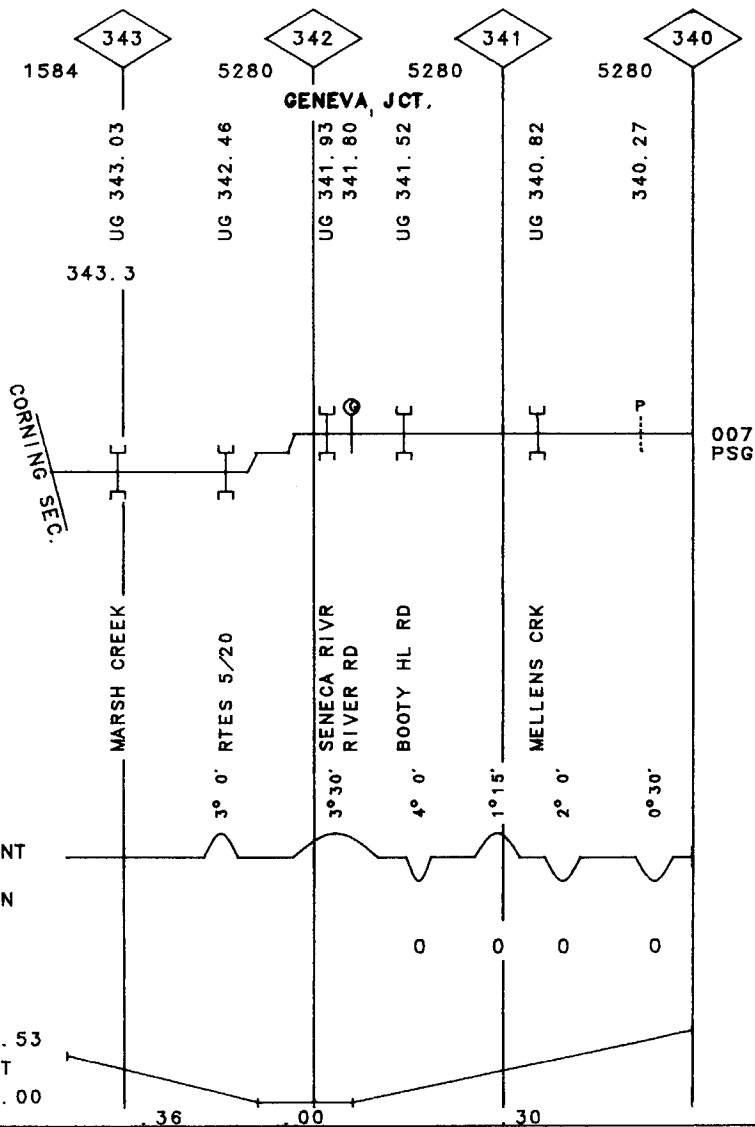 343 342 341 340
1584 5280 5280 5280
GENEVA, JCT.
UG 343.03
UG 342.46
UG 341.93
341.80
UG 341.52
UG 340.82
340.27
343.3
CORNING SEC.
P
007
PSG
MARSH CREEK
RTES 5/20
SENECA RIVR
RIVER RD
BOOTY HL RD
MELLENS CRK
3° 0'
3°30'
4° 0'
1°15'
2° 0'
0°30'
NT
N
0 0 0 0
.53
T
.00
.36 .00 .30